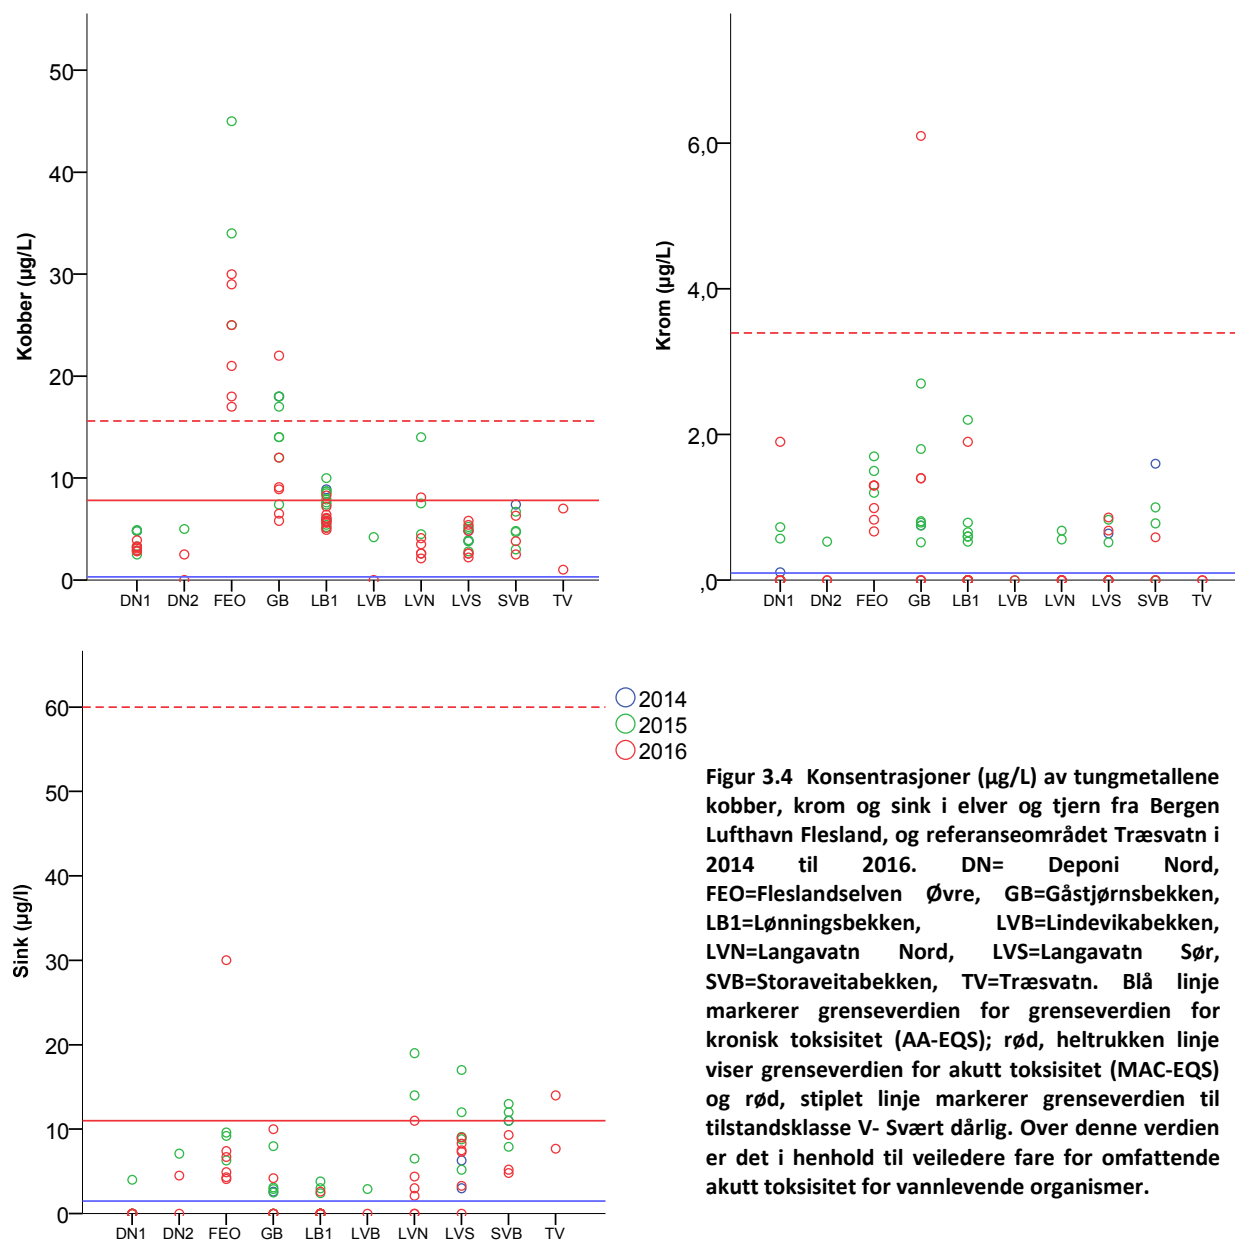 50
40
30
20
10
0
Kobber (µg/L)
DN1 DN2 FEO GB LB1 LVB LVN LVS SVB TV
6,0
4,0
2,0
,0
Krom (µg/L)
DN1 DN2 FEO GB LB1 LVB LVN LVS SVB TV
60
50
40
30
20
10
0
Sink (µg/l)
DN1 DN2 FEO GB LB1 LVB LVN LVS SVB TV
2014
2015
2016
Figur 3.4 Konsentrasjoner (µg/L) av tungmetallene
kobber, krom og sink i elver og tjern fra Bergen
Lufthavn Flesland, og referanseområdet Træsvatn i
2014 til 2016. DN= Deponi Nord,
FEO=Fleslandselven Øvre, GB=Gåstjørnsbekken,
LB1=Lønningsbekken, LVB=Lindevikabekken,
LVN=Langavatn Nord, LVS=Langavatn Sør,
SVB=Storaveitabekken, TV=Træsvatn. Blå linje
markerer grenseverdien for grenseverdien for
kronisk toksisitet (AA-EQS); rød, heltrukken linje
viser grenseverdien for akutt toksisitet (MAC-EQS)
og rød, stiplet linje markerer grenseverdien til
tilstandsklasse V- Svært dårlig. Over denne verdien
er det i henhold til veiledere fare for omfattende
akutt toksisitet for vannlevende organismer.